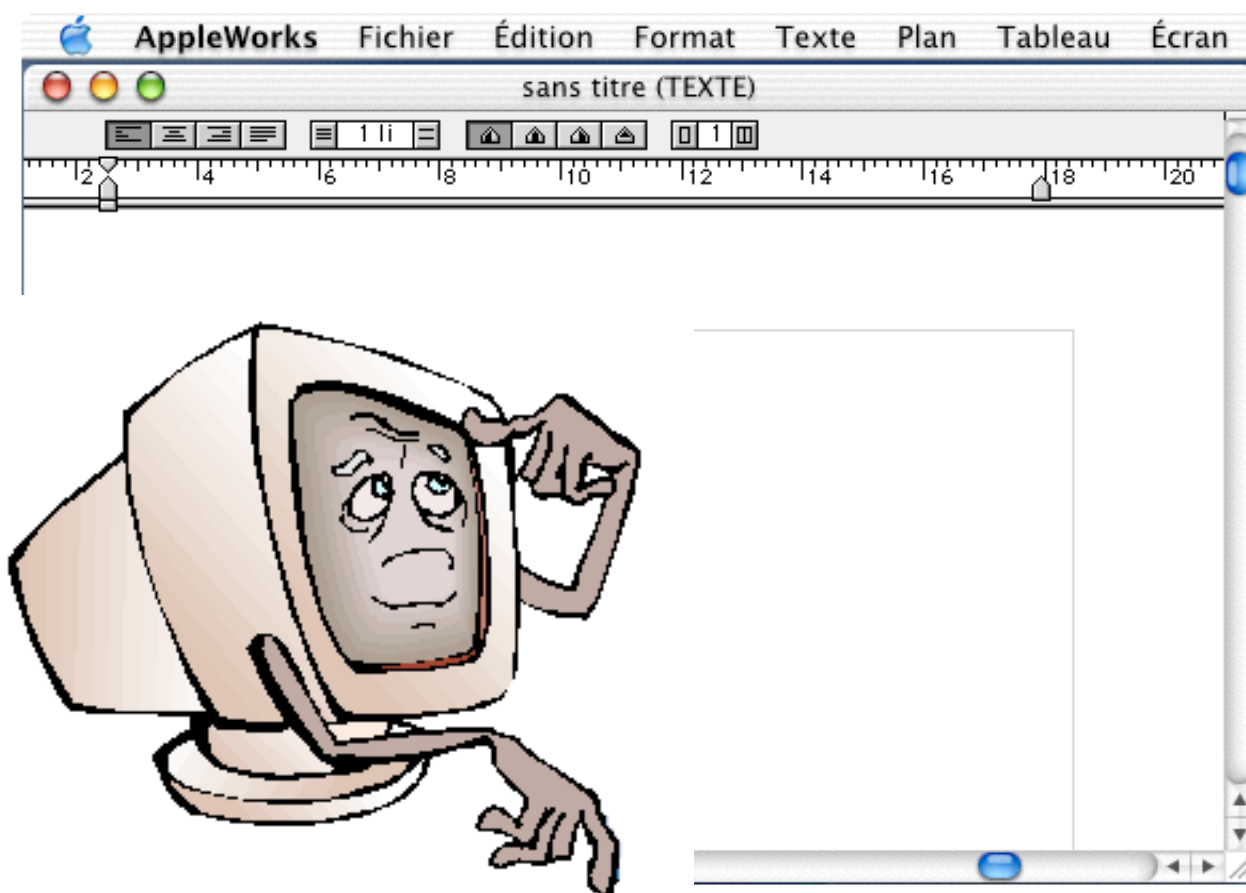 AppleWorks Fichier Édition Format Texte Plan Tableau Écran
sans titre (TEXTE)
1 li 1
2 4 6 8 10 12 14 16 18 20